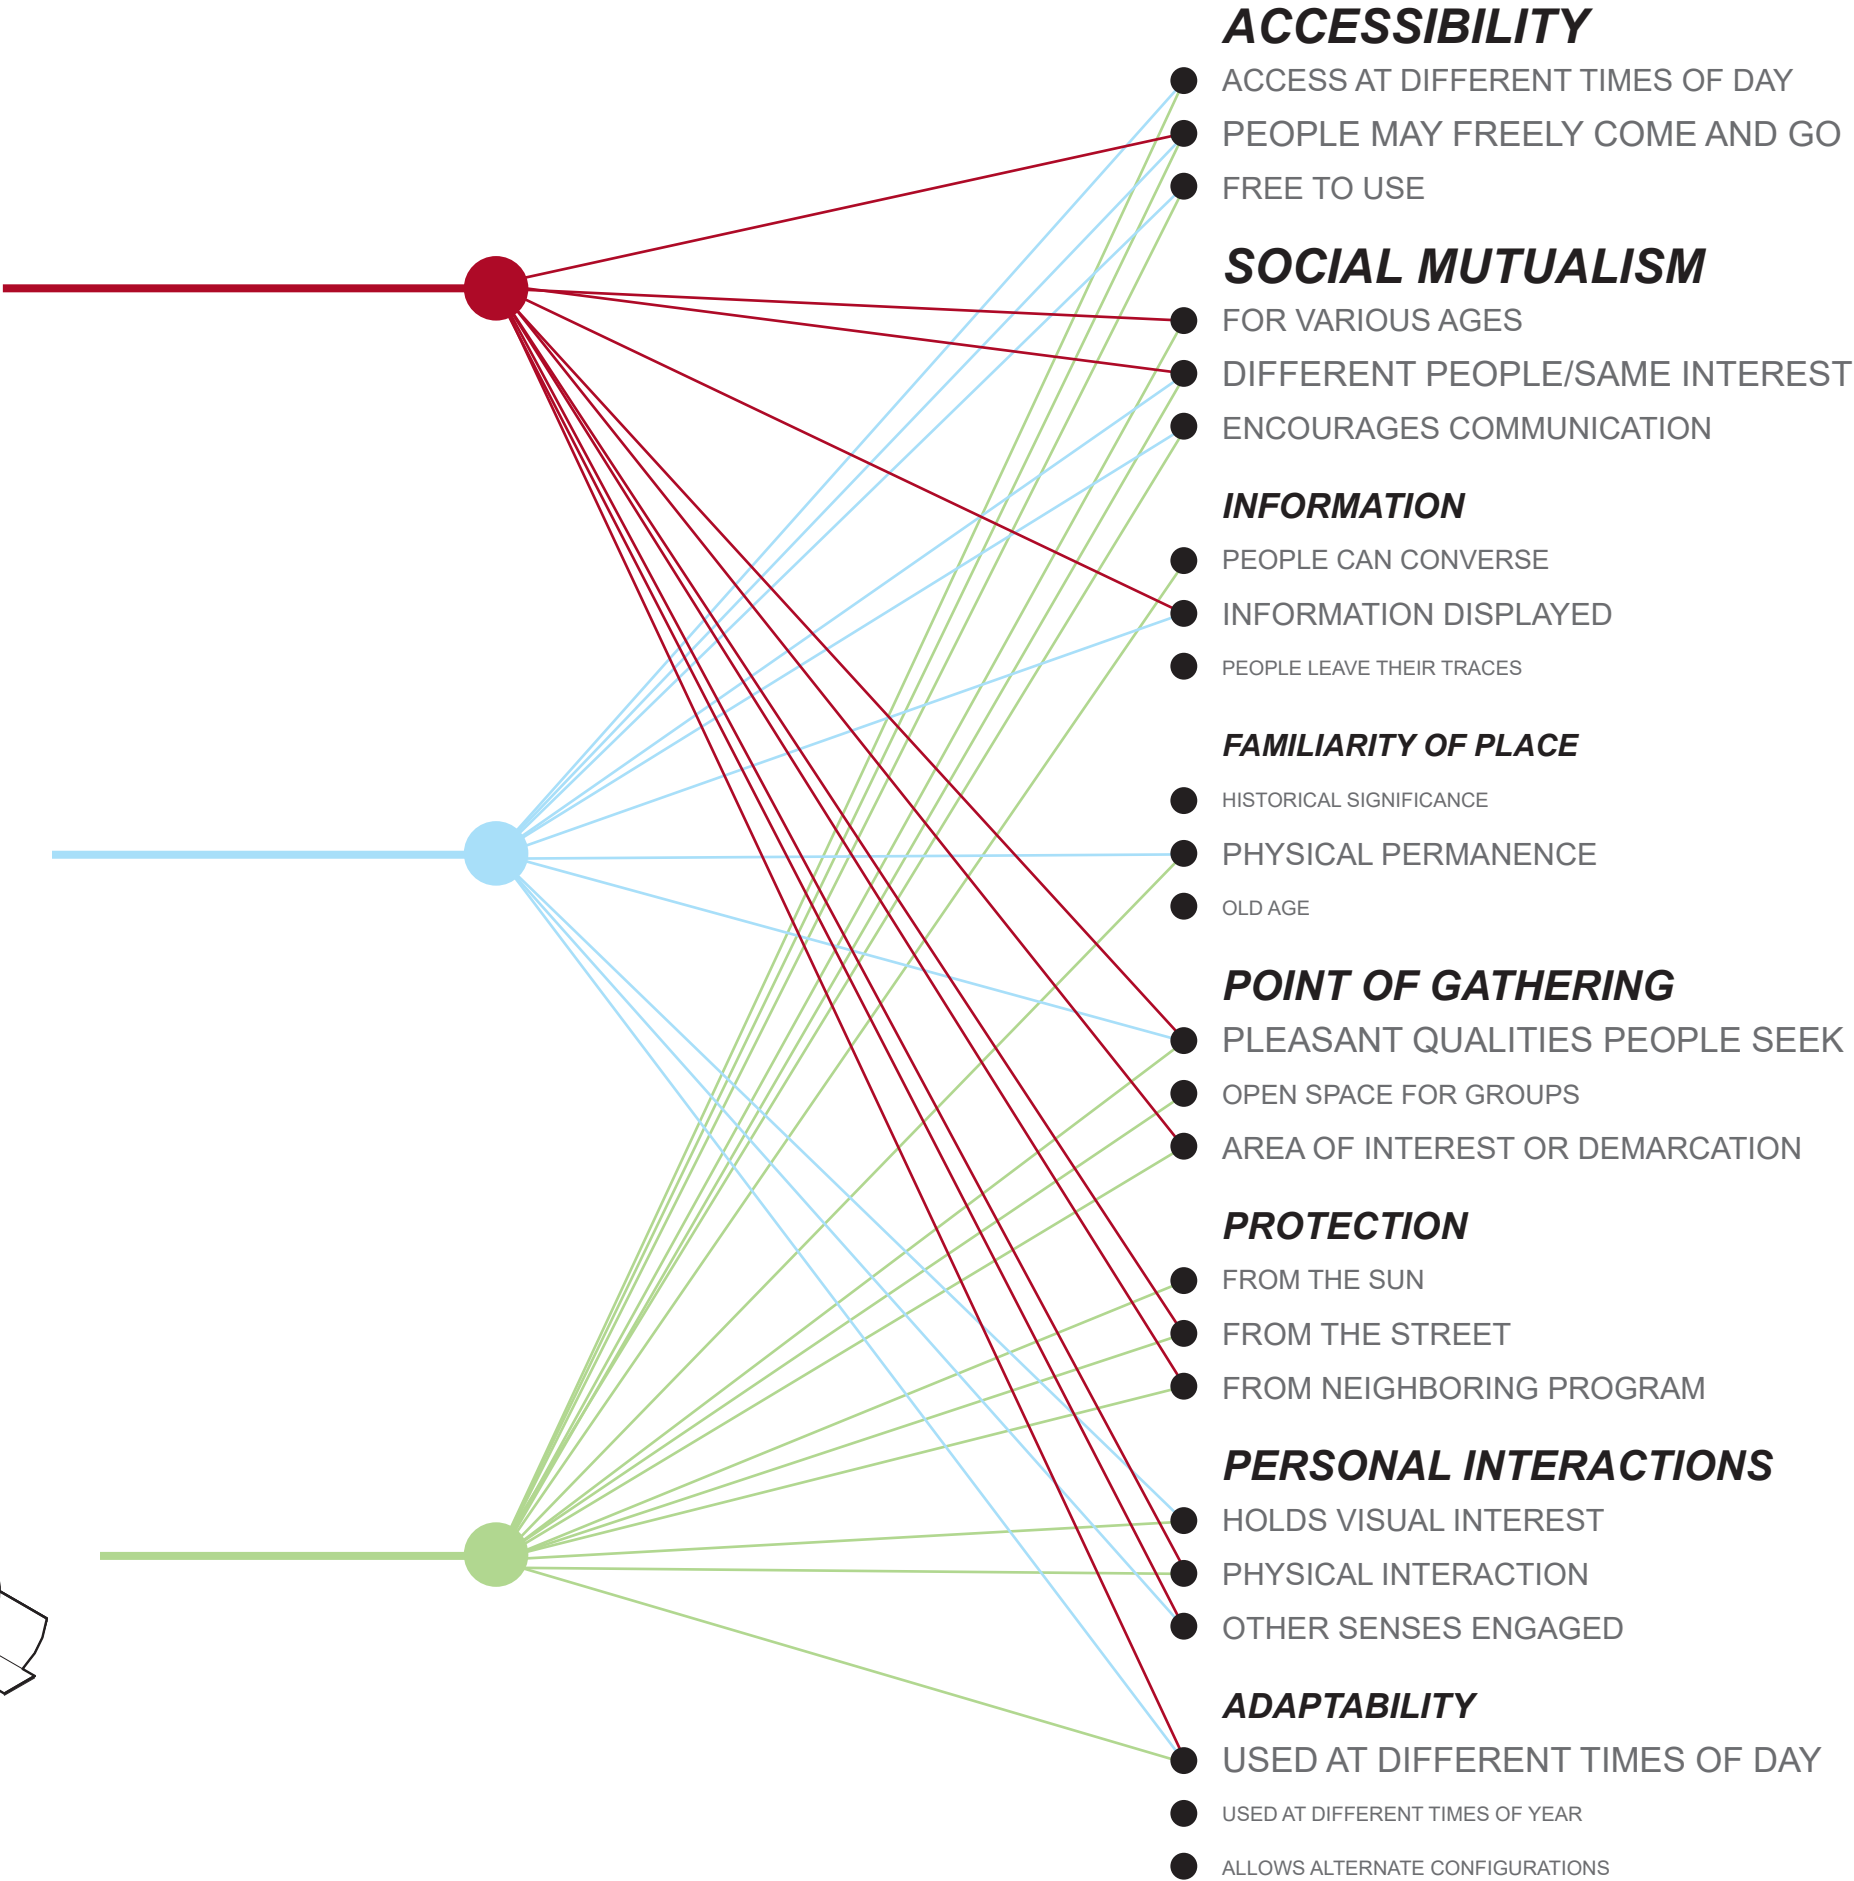 ACCESSIBILITY
ACCESS AT DIFFERENT TIMES OF DAY
PEOPLE MAY FREELY COME AND GO
FREE TO USE
SOCIAL MUTUALISM
FOR VARIOUS AGES
DIFFERENT PEOPLE/SAME INTEREST
ENCOURAGES COMMUNICATION
INFORMATION
PEOPLE CAN CONVERSE
INFORMATION DISPLAYED
PEOPLE LEAVE THEIR TRACES
FAMILIARITY OF PLACE
HISTORICAL SIGNIFICANCE
PHYSICAL PERMANENCE
OLD AGE
POINT OF GATHERING
PLEASANT QUALITIES PEOPLE SEEK
OPEN SPACE FOR GROUPS
AREA OF INTEREST OR DEMARCATION
PROTECTION
FROM THE SUN
FROM THE STREET
FROM NEIGHBORING PROGRAM
PERSONAL INTERACTIONS
HOLDS VISUAL INTEREST
PHYSICAL INTERACTION
OTHER SENSES ENGAGED
ADAPTABILITY
USED AT DIFFERENT TIMES OF DAY
USED AT DIFFERENT TIMES OF YEAR
ALLOWS ALTERNATE CONFIGURATIONS